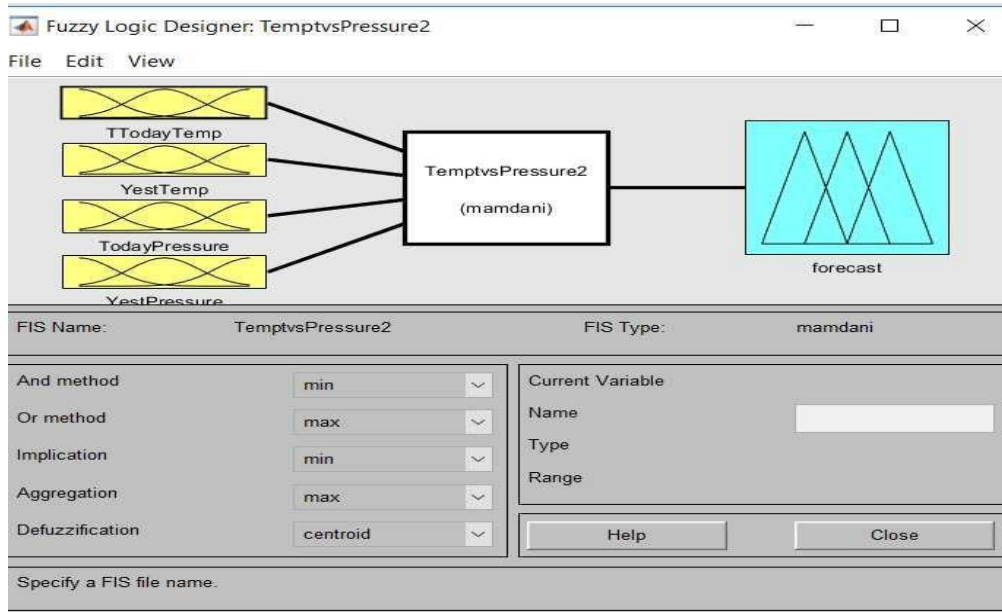 Fuzzy Logic Designer: TemptvsPressure2
File Edit View
TTodayTemp
YestTemp
TodayPressure
YestPressure
TemptvsPressure2
(mamdani)
forecast
FIS Name: TemptvsPressure2 FIS Type: mamdani
And method min
Or method max
Implication min
Aggregation max
Defuzzification centroid
Current Variable
Name
Type
Range
Help Close
Specify a FIS file name.